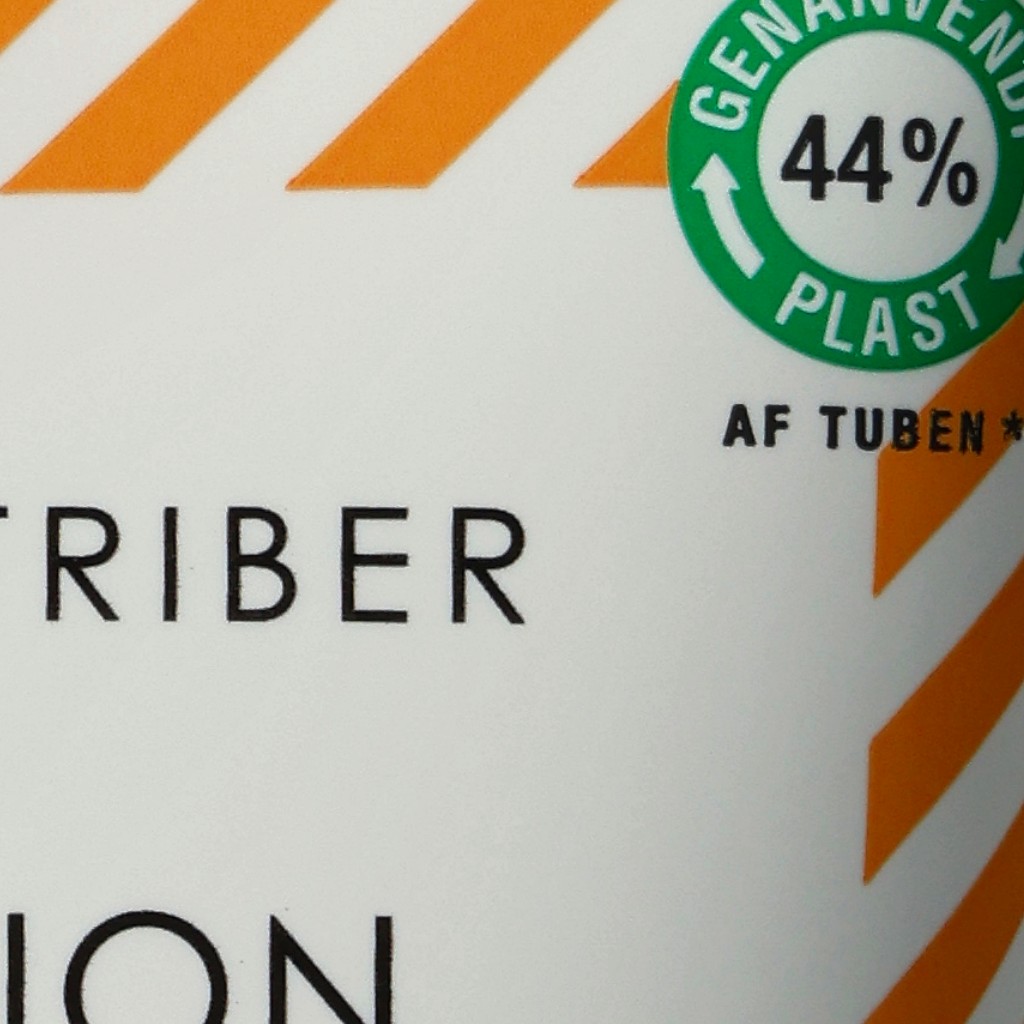 GENANVENDT
44%
PLAST
AF TUBEN *
TRIBER
ION